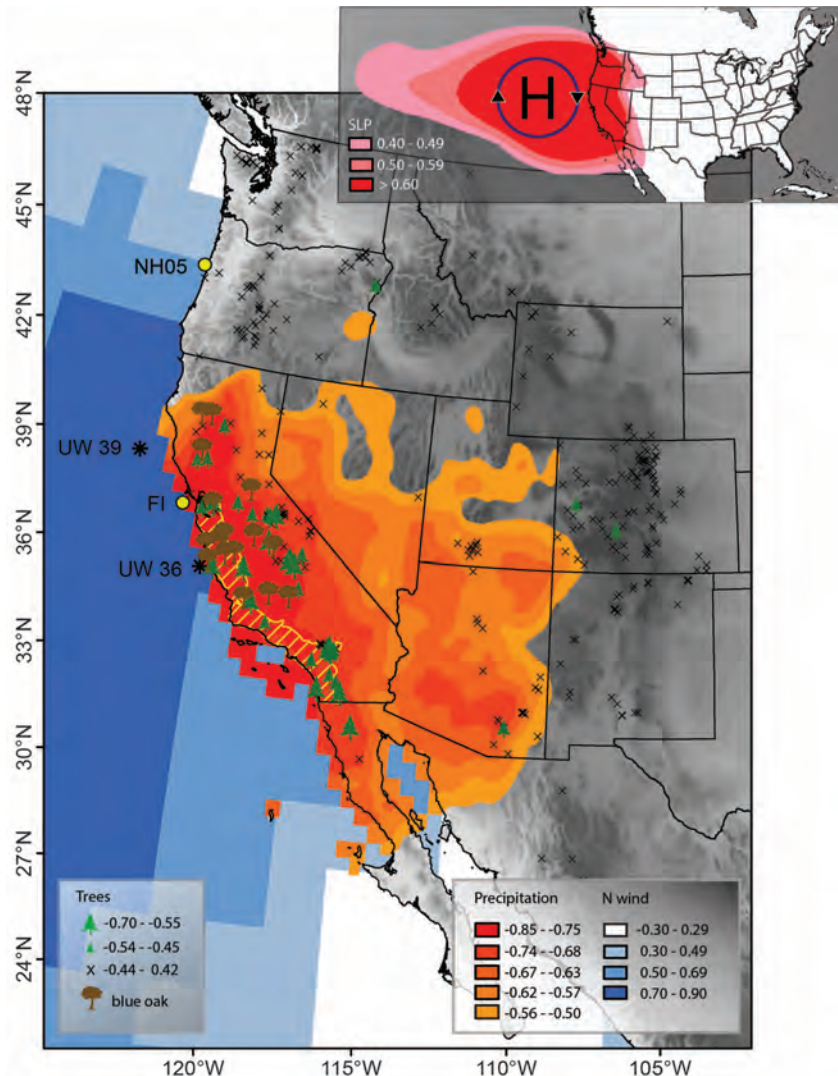 H
SLP
0.40 - 0.49
0.50 - 0.59
> 0.60
48°N
45°N
42°N
39°N
36°N
33°N
30°N
27°N
24°N
NH05
UW 39
FI
UW 36
Trees
-0.70 - -0.55
-0.54 - -0.45
-0.44 - 0.42
blue oak
Precipitation
-0.85 - -0.75
-0.74 - -0.68
-0.67 - -0.63
-0.62 - -0.57
-0.56 - -0.50
N wind
-0.30 - 0.29
0.30 - 0.49
0.50 - 0.69
0.70 - 0.90
120°W
115°W
110°W
105°W